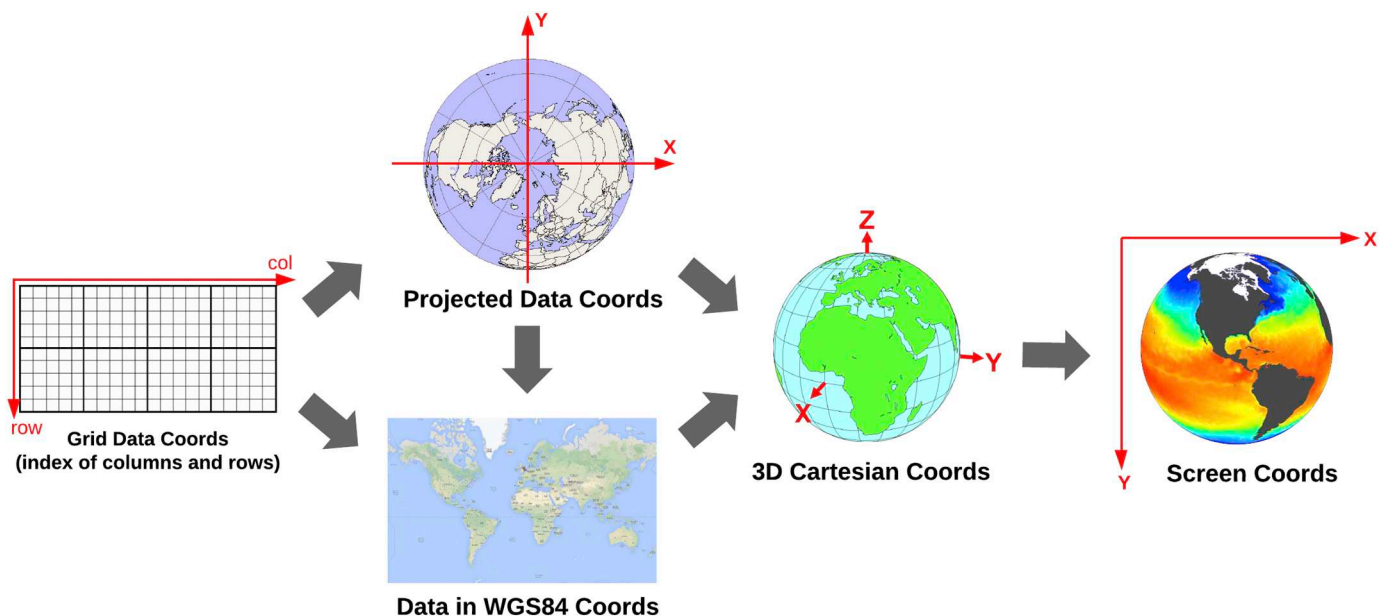 Y
X
Projected Data Coords
col
row
Grid Data Coords
(index of columns and rows)
Data in WGS84 Coords
Z
Y
X
3D Cartesian Coords
X
Y
Screen Coords